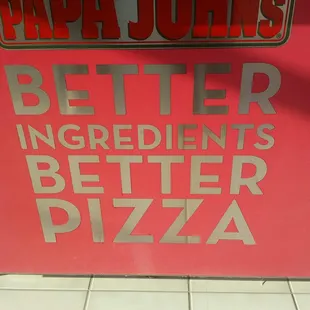 PAPA JOHNS
BETTER
INGREDIENTS
BETTER
PIZZA